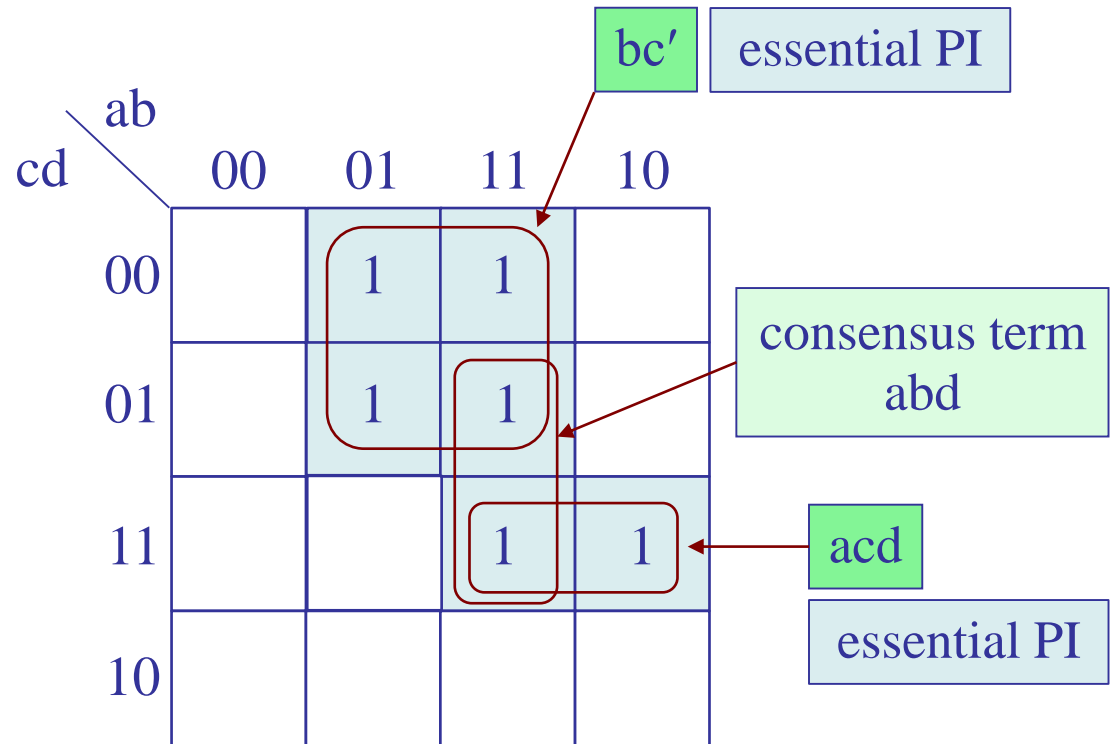 bc′ essential PI
ab
cd 00 01 11 10
00 1 1
consensus term
abd
01 1 1
11 1 1 acd
essential PI
10